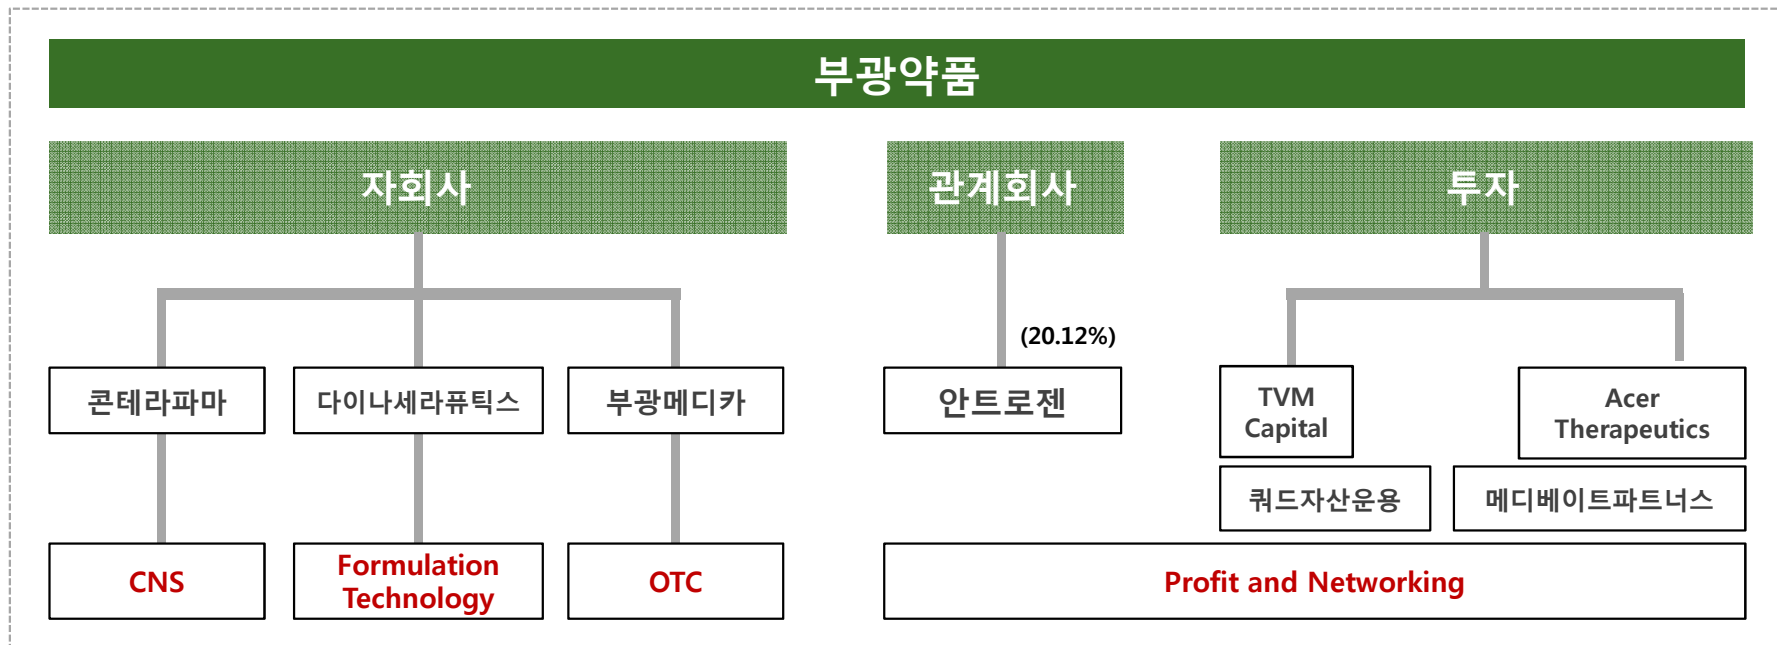 부광약품
자회사
관계회사
투자
(20.12%)
콘테라파마
다이나세라퓨틱스
부광메디카
안트로젠
TVM
Capital
Acer
Therapeutics
쿼드자산운용
메디베이트파트너스
CNS
Formulation
Technology
OTC
Profit and Networking